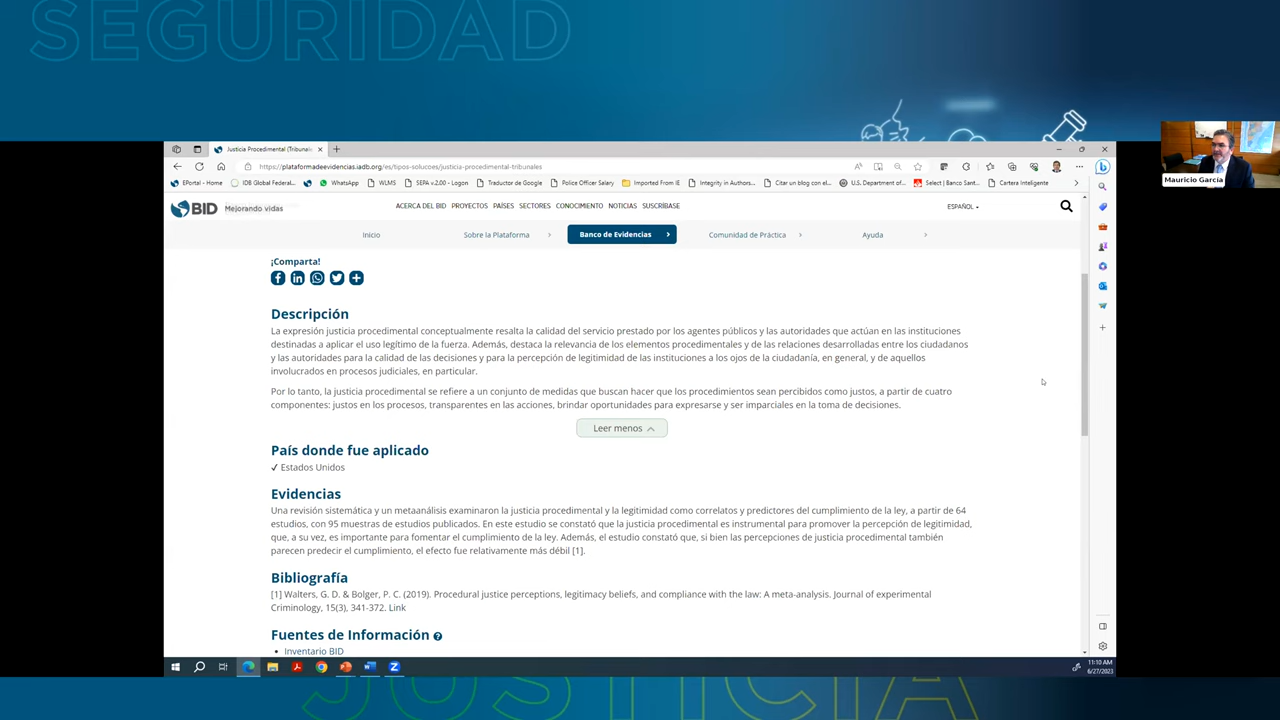 SEGURIDAD
Justicia Procedimental (Tribuna
https://plataformadeevidencias.iadb.org/es/tipos-solucoes/justicia-procedimental-tribunales
EPortal - Home
IDB Global Federal...
WhatsApp
WLMS
SEPA v.2.00 - Logon
Traductor de Google
Police Officer Salary
Imported From IE
Integrity in Authors...
Citar un blog con el...
U.S. Department of...
Select | Banco Sant...
Cartera Inteligente
Mauricio García
BID Mejorando vidas
ACERCA DEL BID PROYECTOS PAÍSES SECTORES CONOCIMIENTO NOTICIAS SUSCRÍBASE
ESPAÑOL
Inicio
Sobre la Plataforma
Banco de Evidencias
Comunidad de Práctica
Ayuda
¡Comparta!
Descripción
La expresión justicia procedimental conceptualmente resalta la calidad del servicio prestado por los agentes públicos y las autoridades que actúan en las instituciones
destinadas a aplicar el uso legítimo de la fuerza. Además, destaca la relevancia de los elementos procedimentales y de las relaciones desarrolladas entre los ciudadanos
y las autoridades para la calidad de las decisiones y para la percepción de legitimidad de las instituciones a los ojos de la ciudadanía, en general, y de aquellos
involucrados en procesos judiciales, en particular.
Por lo tanto, la justicia procedimental se refiere a un conjunto de medidas que buscan hacer que los procedimientos sean percibidos como justos, a partir de cuatro
componentes: justos en los procesos, transparentes en las acciones, brindar oportunidades para expresarse y ser imparciales en la toma de decisiones.
Leer menos
País donde fue aplicado
✓ Estados Unidos
Evidencias
Una revisión sistemática y un metaanálisis examinaron la justicia procedimental y la legitimidad como correlatos y predictores del cumplimiento de la ley, a partir de 64
estudios, con 95 muestras de estudios publicados. En este estudio se constató que la justicia procedimental es instrumental para promover la percepción de legitimidad,
que, a su vez, es importante para fomentar el cumplimiento de la ley. Además, el estudio constató que, si bien las percepciones de justicia procedimental también
parecen predecir el cumplimiento, el efecto fue relativamente más débil [1].
Bibliografía
[1] Walters, G. D. & Bolger, P. C. (2019). Procedural justice perceptions, legitimacy beliefs, and compliance with the law: A meta-analysis. Journal of experimental
Criminology, 15(3), 341-372. Link
Fuentes de Información
• Inventario BID
11:10 AM
6/27/2023
JUSTICIA